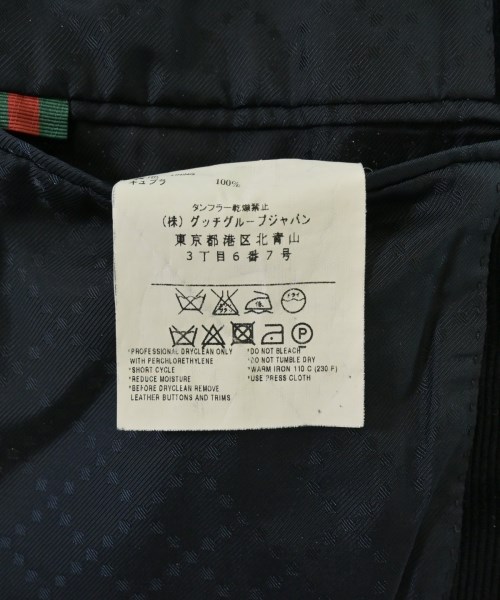 キュプラ 100%
タンブラー乾燥禁止
(株) グッチグループジャパン
東京都港区北青山
3丁目6番7号
*PROFESSIONAL DRYCLEAN ONLY
WITH PERCHLORETHYLENE
*SHORT CYCLE
*REDUCE MOISTURE
*BEFORE DRYCLEAN REMOVE
LEATHER BUTTONS AND TRIMS
*DO NOT BLEACH
*DO NOT TUMBLE DRY
*WARM IRON 110 C (230 F)
*USE PRESS CLOTH